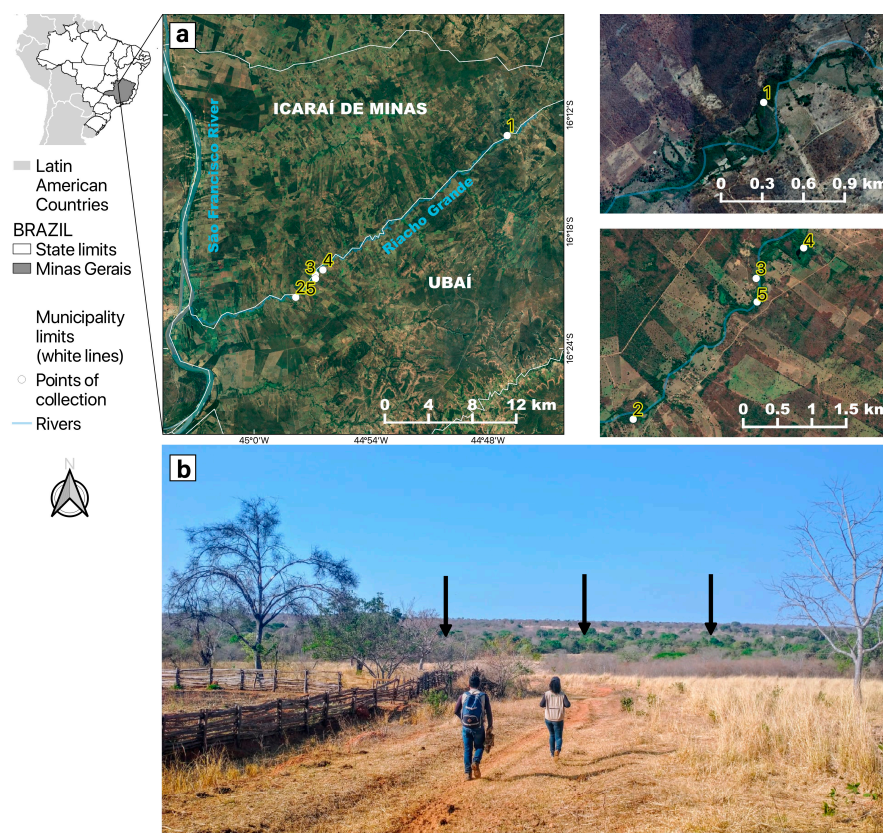 a
ICARAÍ DE MINAS
Sao Francisco River
Riacho Grande
UBAÍ
1
2
3
4
5
0 4 8 12 km
16°12'S
16°18'S
16°24'S
45°0'W
44°54'W
44°48'W
Latin
American
Countries
BRAZIL
State limits
Minas Gerais
Municipality
limits
(white lines)
Points of
collection
Rivers
N
1
0 0.3 0.6 0.9 km
4
3
5
2
0 0.5 1 1.5 km
b